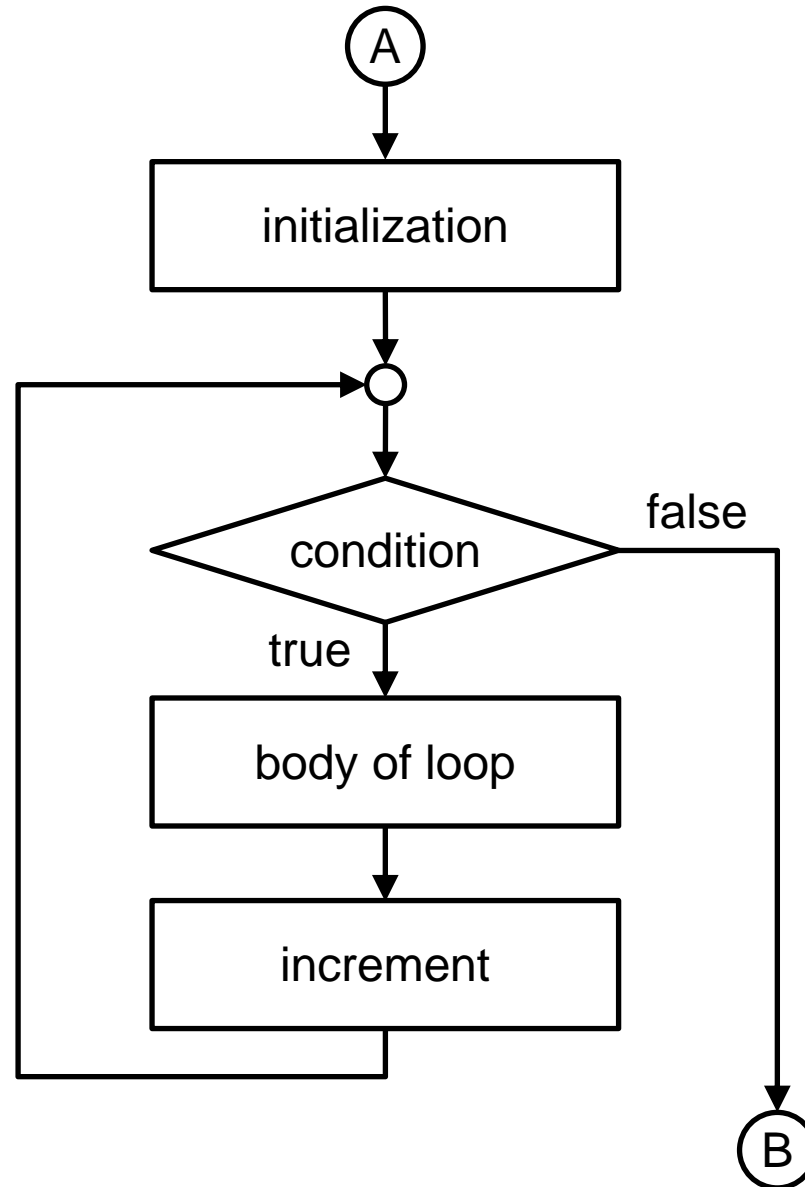 A
initialization
condition
false
true
body of loop
increment
B